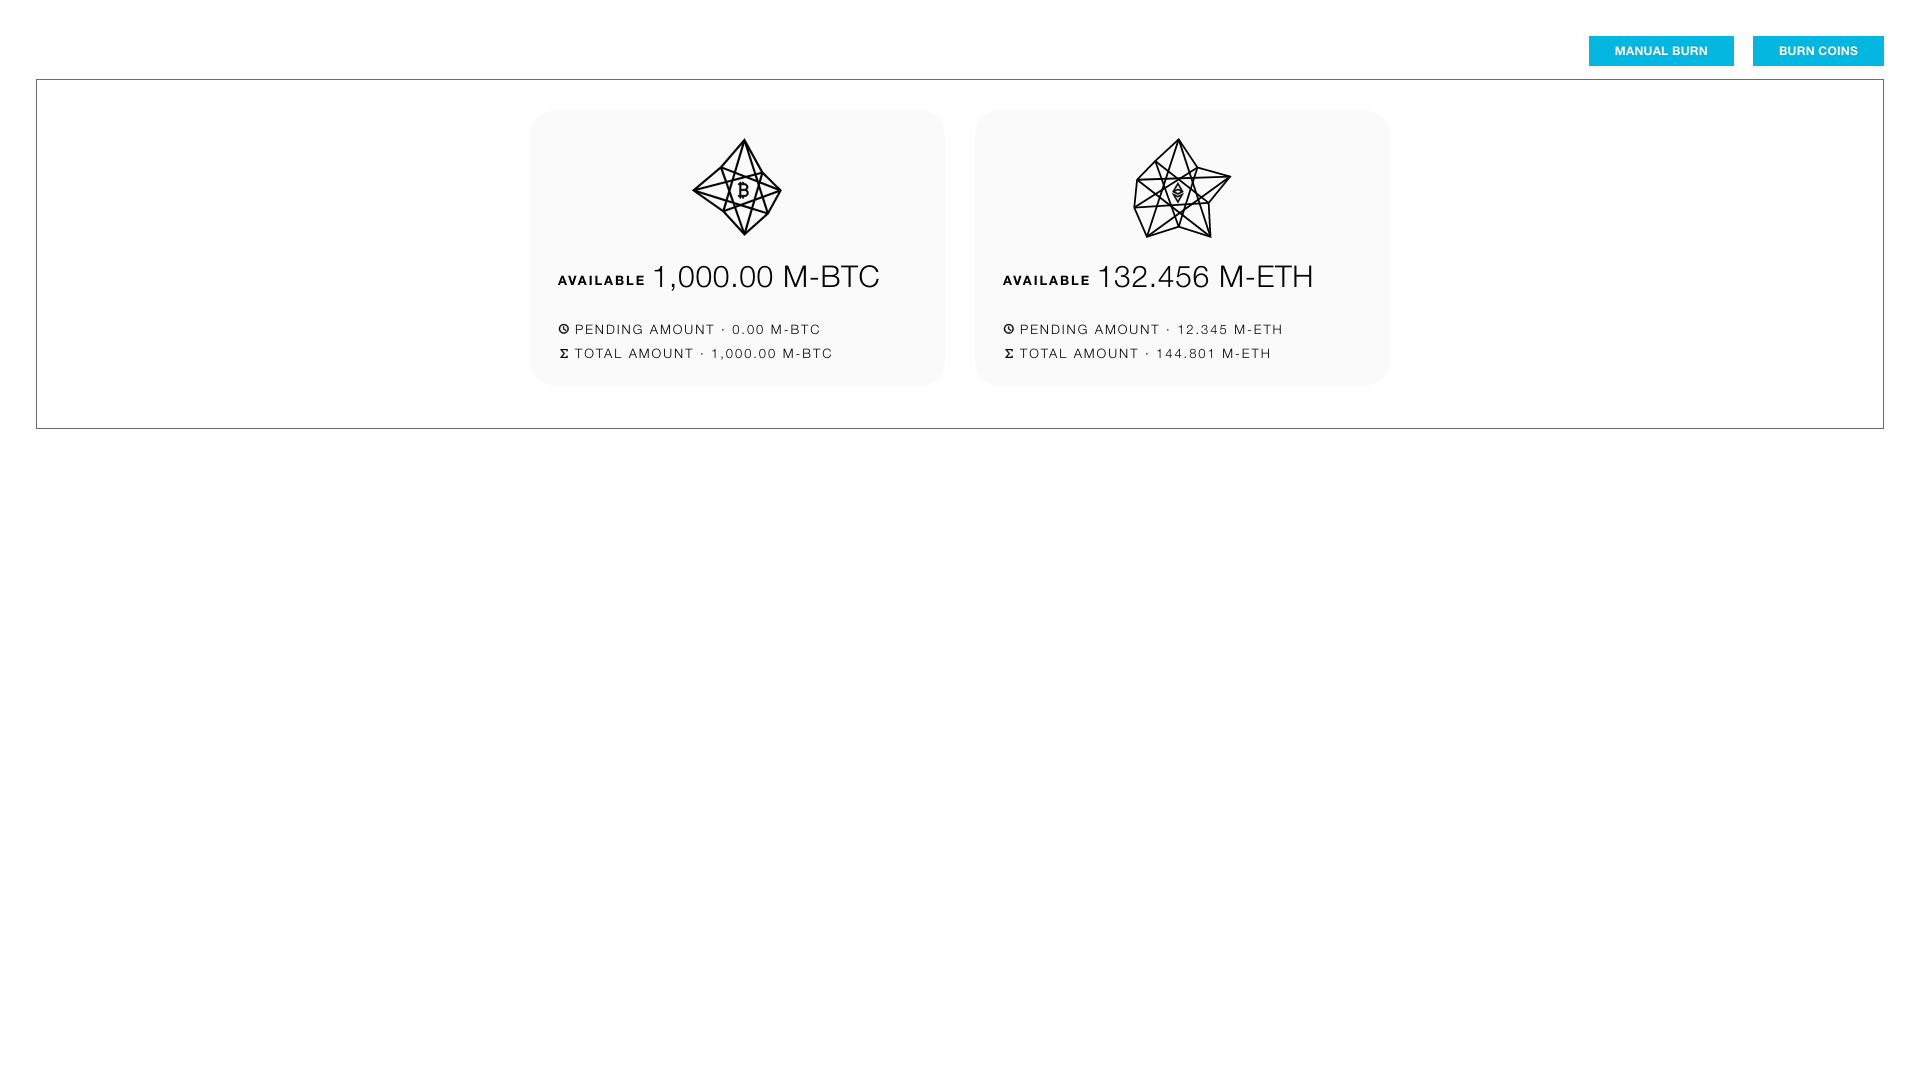 MANUAL BURN
BURN COINS
AVAILABLE 1,000.00 M-BTC
PENDING AMOUNT · 0.00 M-BTC
Σ TOTAL AMOUNT · 1,000.00 M-BTC
AVAILABLE 132.456 M-ETH
PENDING AMOUNT · 12.345 M-ETH
Σ TOTAL AMOUNT · 144.801 M-ETH